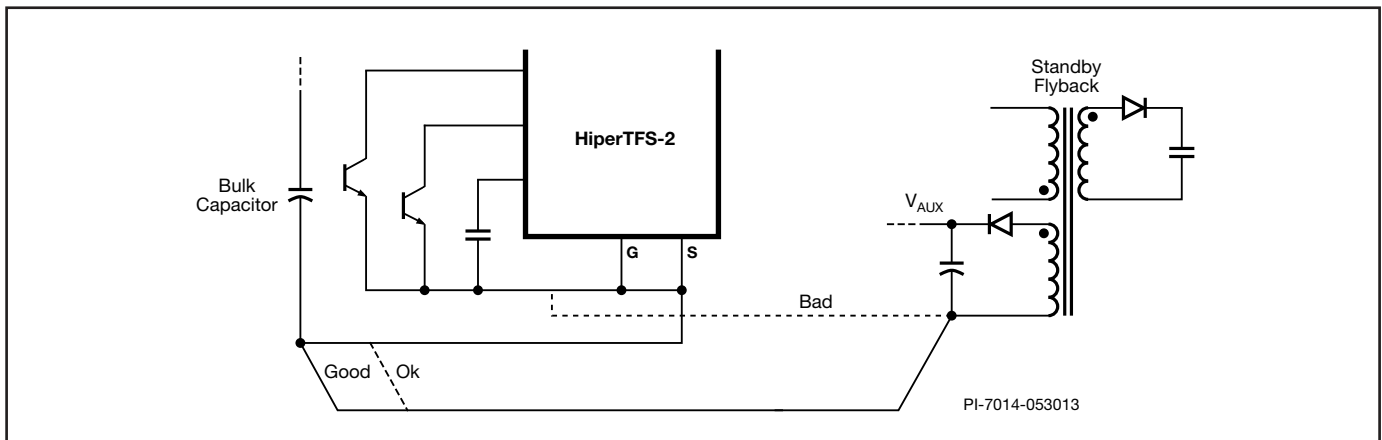 Standby
Flyback
HiperTFS-2
Bulk
Capacitor
VAUX
G
S
Bad
Good
Ok
PI-7014-053013